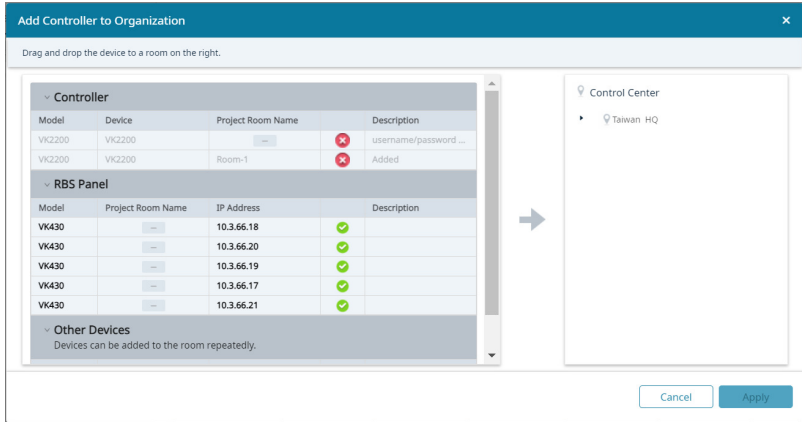 Add Controller to Organization ×
Drag and drop the device to a room on the right.
Controller
Model Device Project Room Name Description
VK2200 VK2200 ... username/password ...
VK2200 VK2200 Room-1 Added
RBS Panel
Model Project Room Name IP Address Description
VK430 ... 10.3.66.18
VK430 ... 10.3.66.20
VK430 ... 10.3.66.19
VK430 ... 10.3.66.17
VK430 ... 10.3.66.21
Other Devices
Devices can be added to the room repeatedly.
Control Center
Taiwan HQ
Cancel Apply